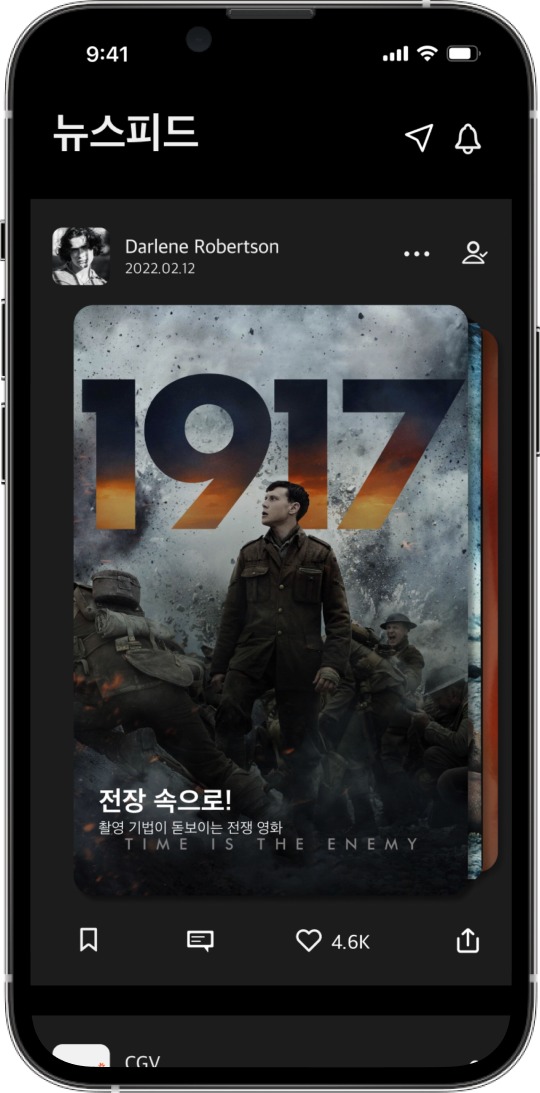 9:41
뉴스피드
Darlene Robertson
2022.02.12
1917
전장 속으로!
촬영 기법이 돋보이는 전쟁 영화
TIME IS THE ENEMY
4.6K
CGV